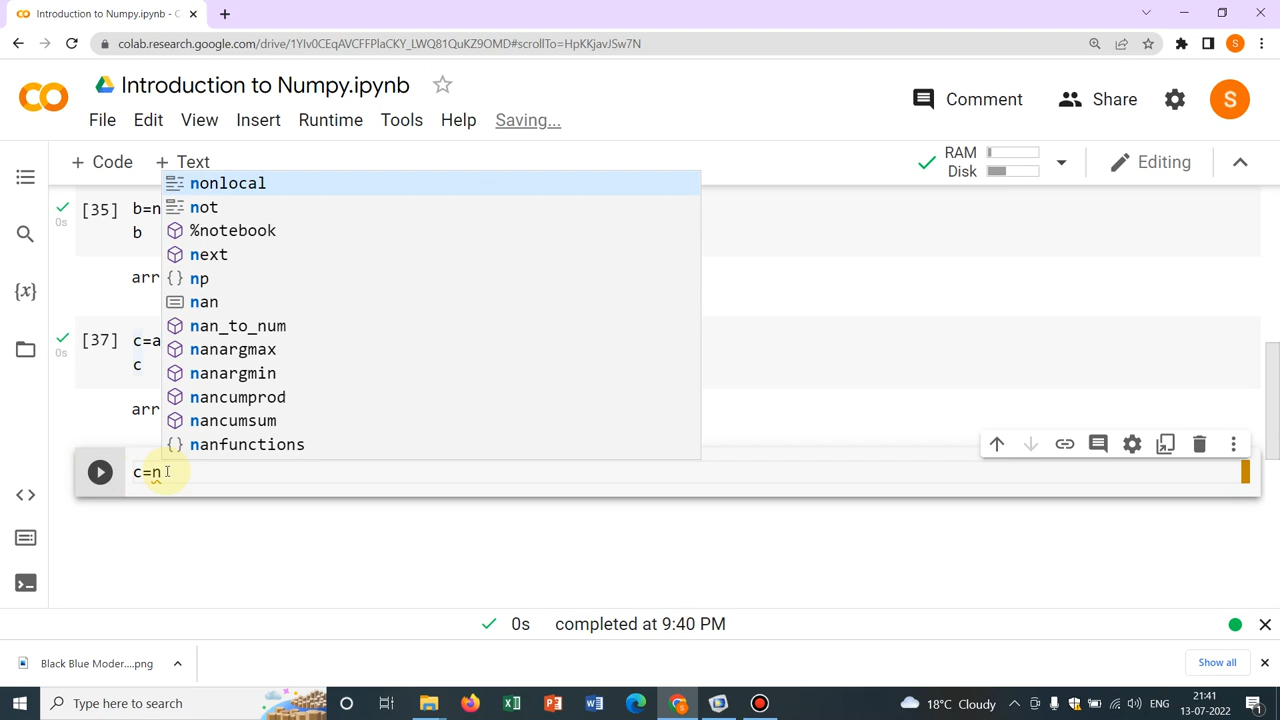 Introduction to Numpy.ipynb - C
colab.research.google.com/drive/1YIv0CEqAVCFFPlaCKY_LWQ81QuKZ9OMD#scrollTo=HpKKjavJSw7N
CO
Introduction to Numpy.ipynb
Comment
Share
S
File Edit View Insert Runtime Tools Help Saving...
+ Code + Text
RAM
Disk
Editing
[35] b=n
0s
b
arr
nonlocal
not
%notebook
next
np
nan
nan_to_num
nanargmax
nanargmin
nancumprod
nancumsum
nanfunctions
{x}
[37] c=a
0s
c
arr
c=n
0s completed at 9:40 PM
Black Blue Moder....png
Show all
Type here to search
18°C Cloudy
21:41
13-07-2022
1